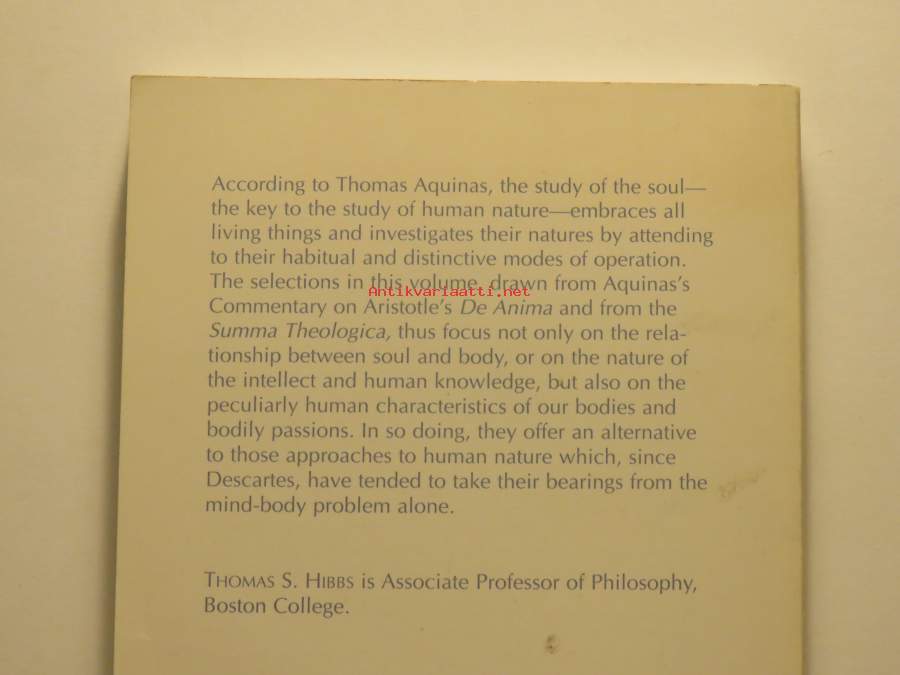 According to Thomas Aquinas, the study of the soul—
the key to the study of human nature—embraces all
living things and investigates their natures by attending
to their habitual and distinctive modes of operation.
The selections in this volume, drawn from Aquinas's
Antikvariaatti.net
Commentary on Aristotle's De Anima and from the
Summa Theologica, thus focus not only on the rela-
tionship between soul and body, or on the nature of
the intellect and human knowledge, but also on the
peculiarly human characteristics of our bodies and
bodily passions. In so doing, they offer an alternative
to those approaches to human nature which, since
Descartes, have tended to take their bearings from the
mind-body problem alone.
THOMAS S. HIBBS is Associate Professor of Philosophy,
Boston College.